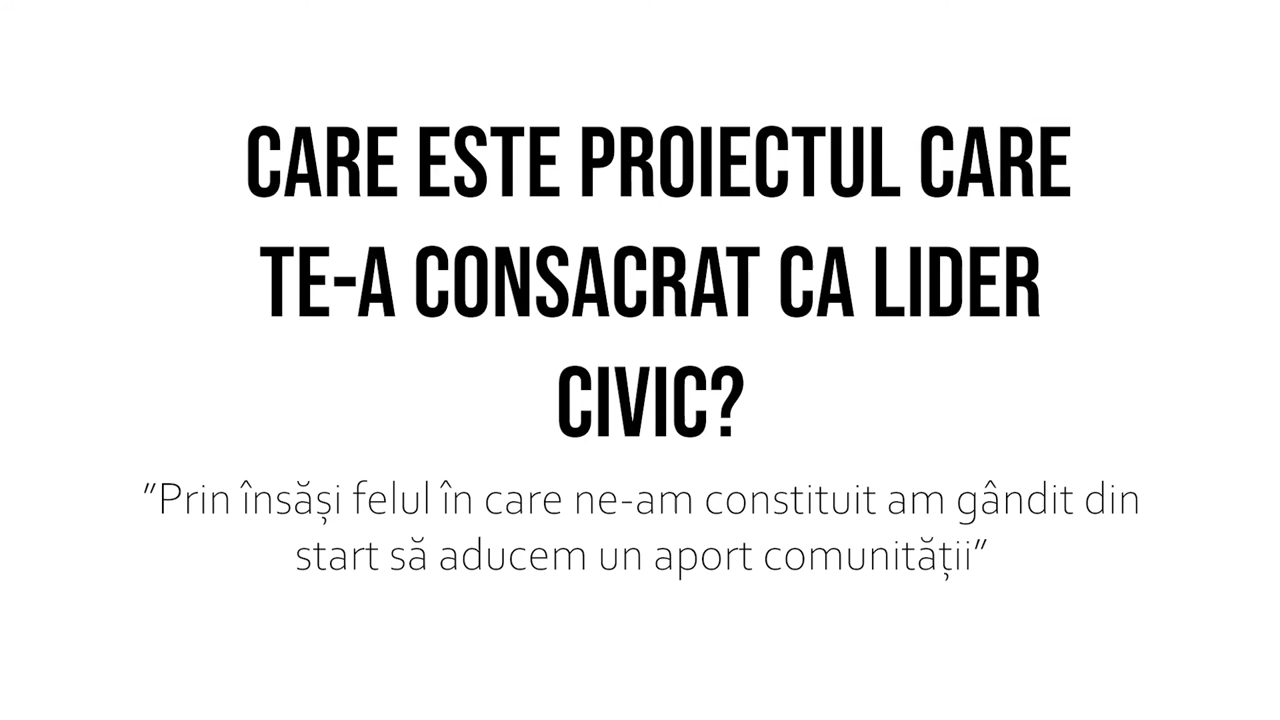 CARE ESTE PROIECTUL CARE
TE-A CONSACRAT CA LIDER
CIVIC?
"Prin însăși felul în care ne-am constituit am gândit din
start să aducem un aport comunității"